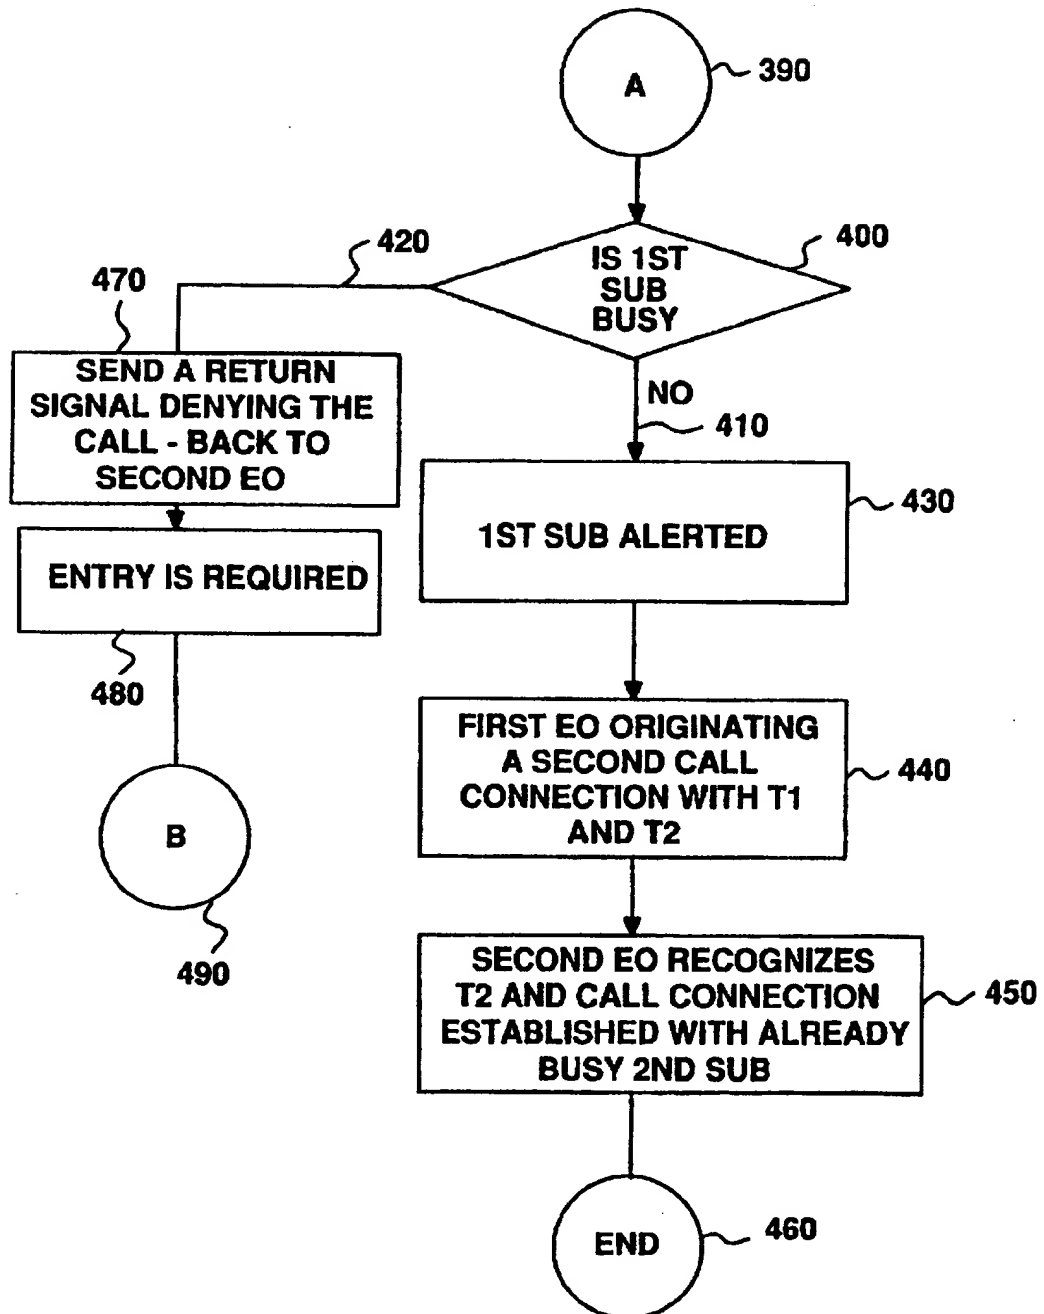 A
390
IS 1ST
SUB
BUSY
400
420
470
SEND A RETURN
SIGNAL DENYING THE
CALL - BACK TO
SECOND EO
NO
410
1ST SUB ALERTED
430
ENTRY IS REQUIRED
480
FIRST EO ORIGINATING
A SECOND CALL
CONNECTION WITH T1
AND T2
440
B
490
SECOND EO RECOGNIZES
T2 AND CALL CONNECTION
ESTABLISHED WITH ALREADY
BUSY 2ND SUB
450
END
460